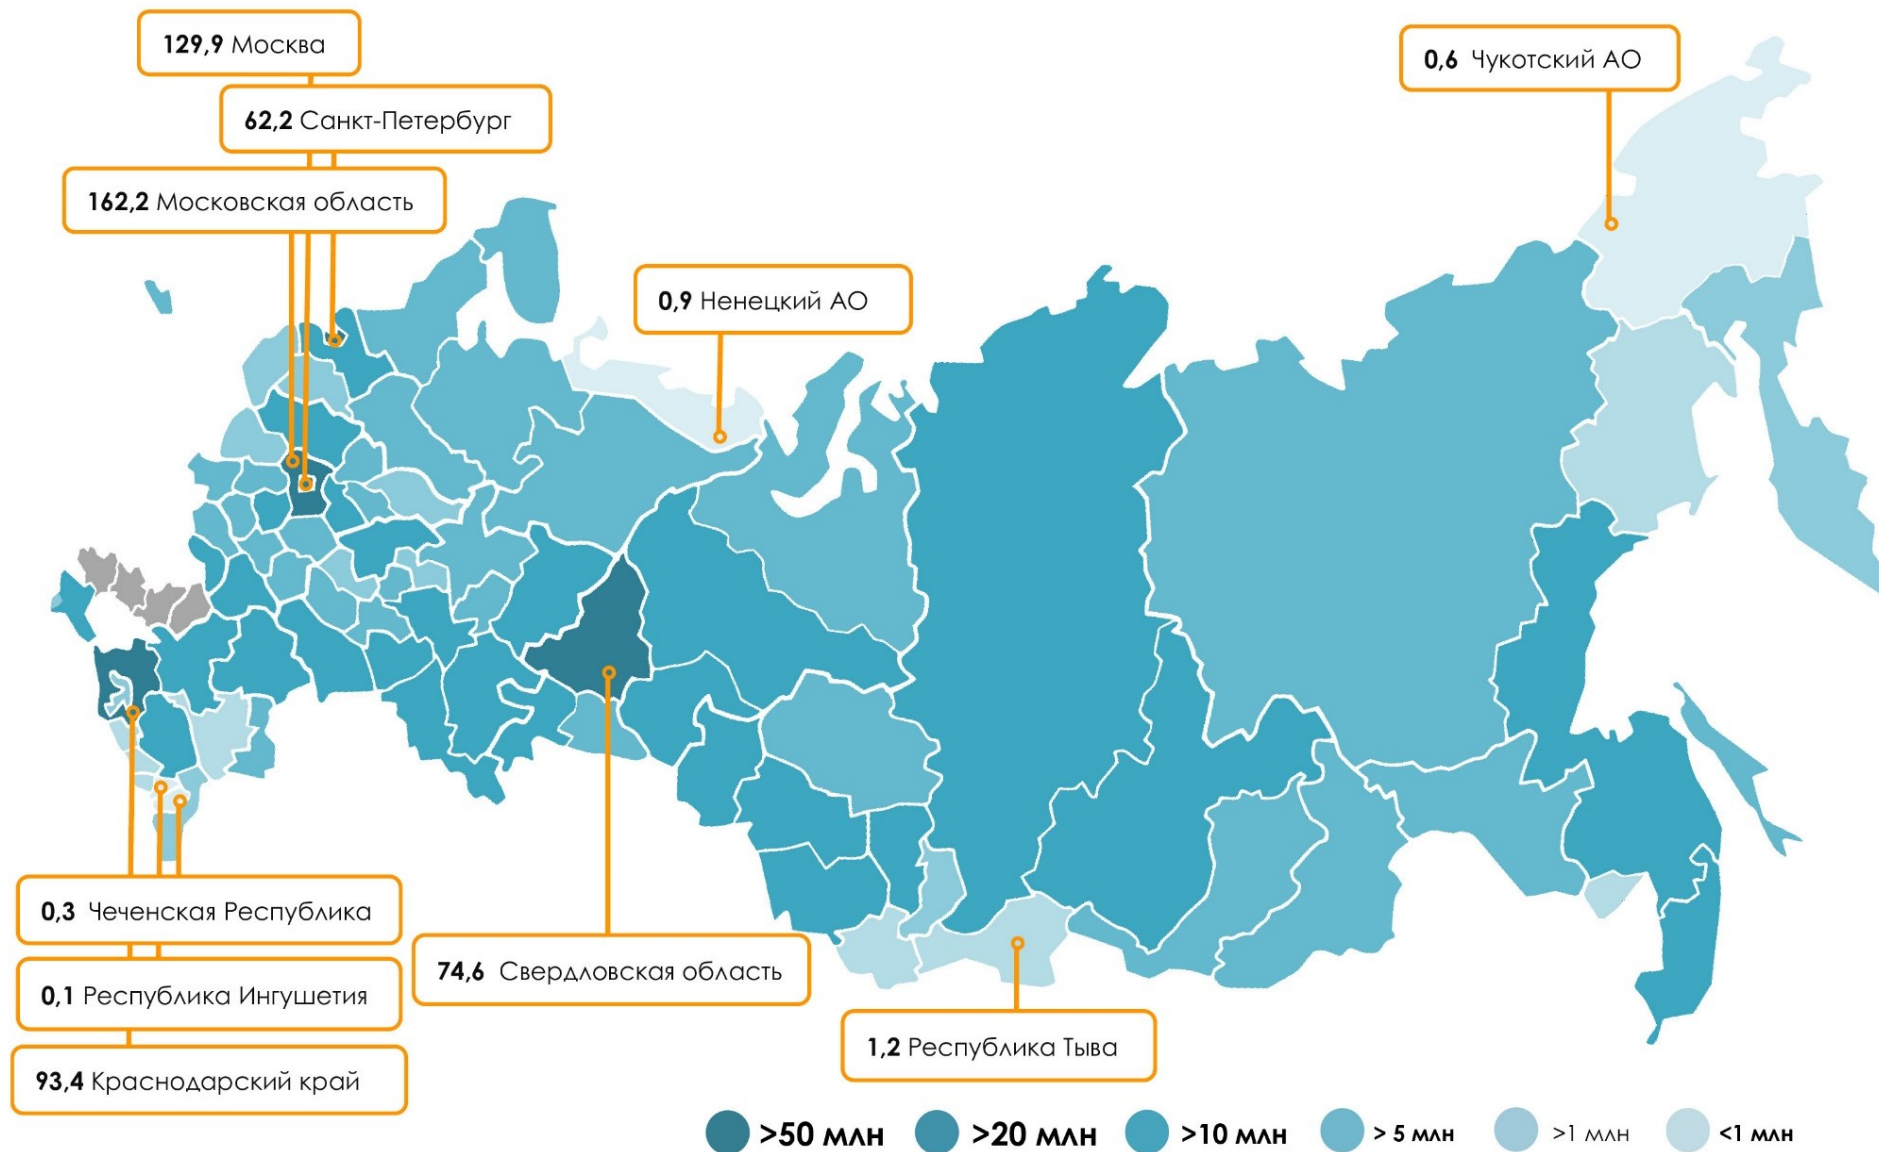 129,9 Москва
0,6 Чукотский АО
62,2 Санкт-Петербург
162,2 Московская область
0,9 Ненецкий АО
0,3 Чеченская Республика
74,6 Свердловская область
0,1 Республика Ингушетия
1,2 Республика Тыва
93,4 Краснодарский край
>50 млн
>20 млн
>10 млн
> 5 млн
>1 млн
<1 млн